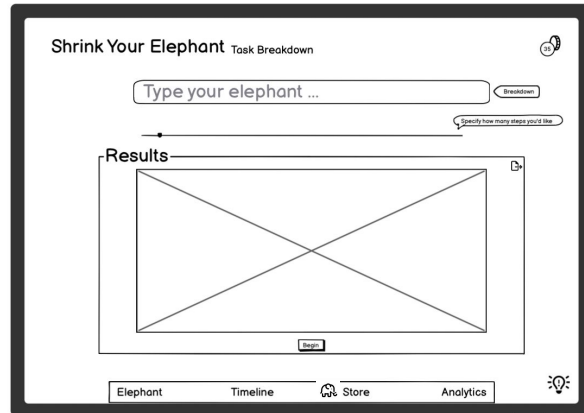 Shrink Your Elephant Task Breakdown
35
Type your elephant ...
Breakdown
Specify how many steps you'd like
Results
Begin
Elephant Timeline Store Analytics